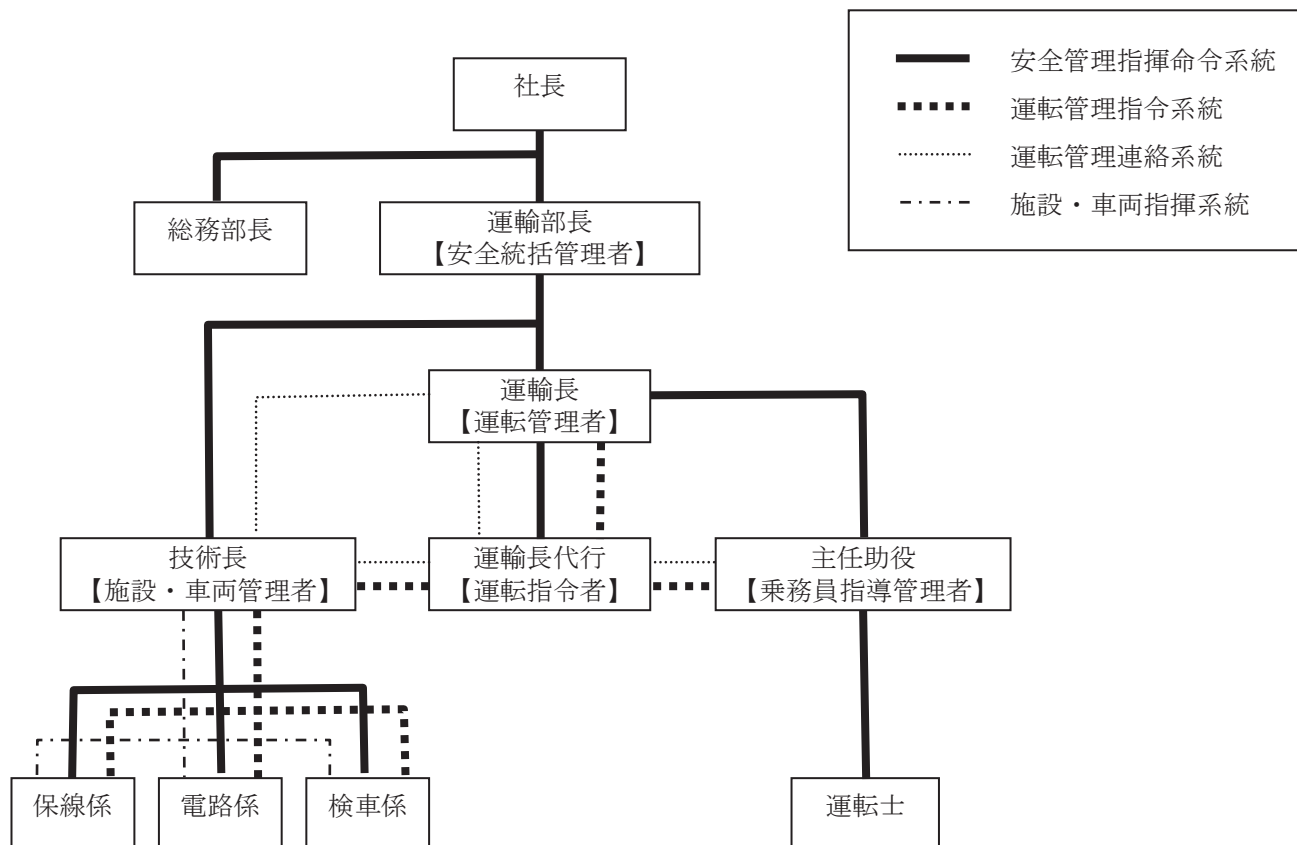 社長
安全管理指揮命令系統
運転管理指令系統
運転管理連絡系統
施設・車両指揮系統
総務部長
運輸部長
【安全統括管理者】
運輸長
【運転管理者】
技術長
【施設・車両管理者】
運輸長代行
【運転指令者】
主任助役
【乗務員指導管理者】
保線係
電路係
検車係
運転士